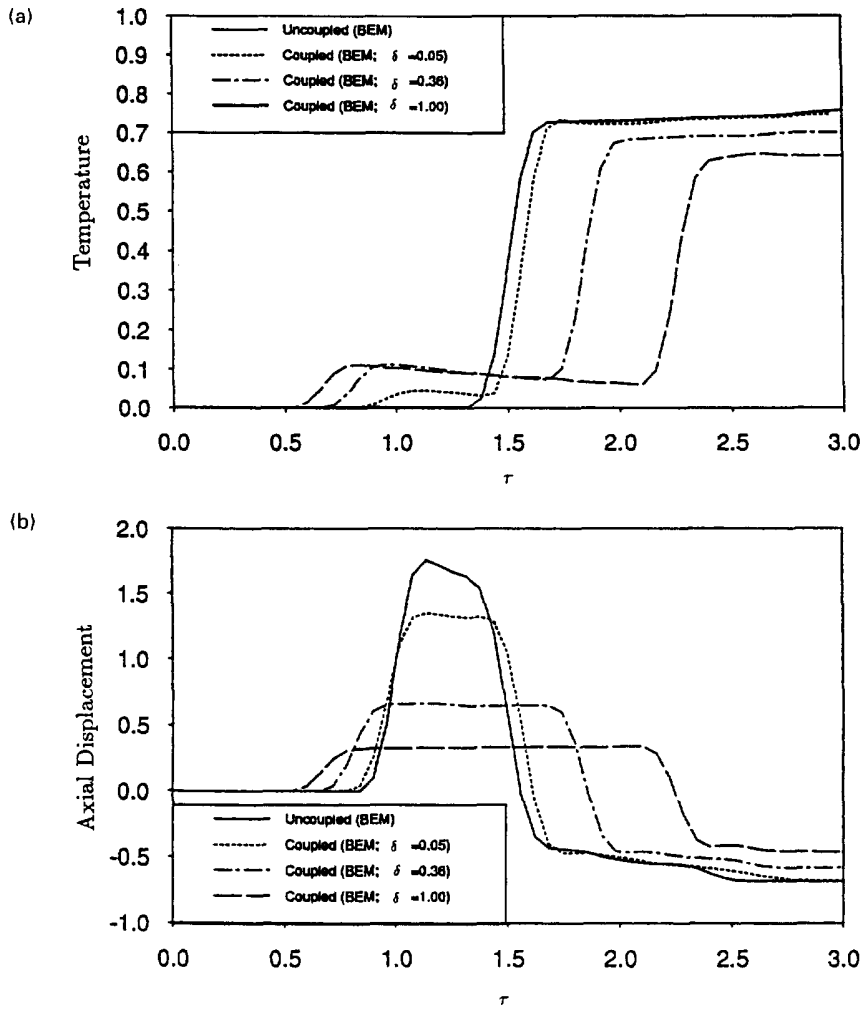 (a)
1.0
0.9
0.8
0.7
0.6
0.5
0.4
0.3
0.2
0.1
0.0
Temperature
Uncoupled (BEM)
Coupled (BEM; δ =0.05)
Coupled (BEM; δ =0.36)
Coupled (BEM; δ =1.00)
0.0 0.5 1.0 1.5 2.0 2.5 3.0
τ
(b)
2.0
1.5
1.0
0.5
0.0
-0.5
-1.0
Axial Displacement
Uncoupled (BEM)
Coupled (BEM; δ =0.05)
Coupled (BEM; δ =0.36)
Coupled (BEM; δ =1.00)
0.0 0.5 1.0 1.5 2.0 2.5 3.0
τ